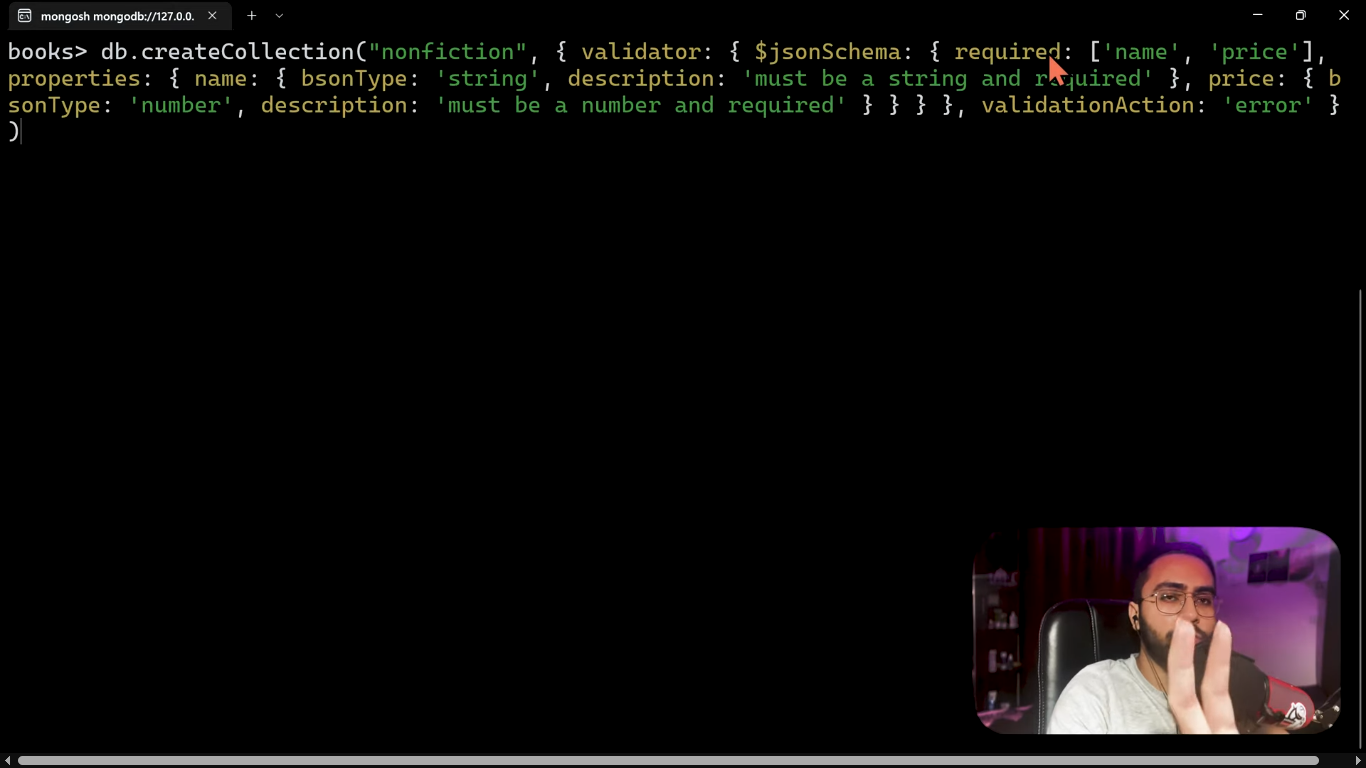 mongosh mongodb://127.0.0.
books> db.createCollection("nonfiction", { validator: { $jsonSchema: { required: ['name', 'price'],
properties: { name: { bsonType: 'string', description: 'must be a string and required' }, price: { b
sonType: 'number', description: 'must be a number and required' } } } }, validationAction: 'error' }
)